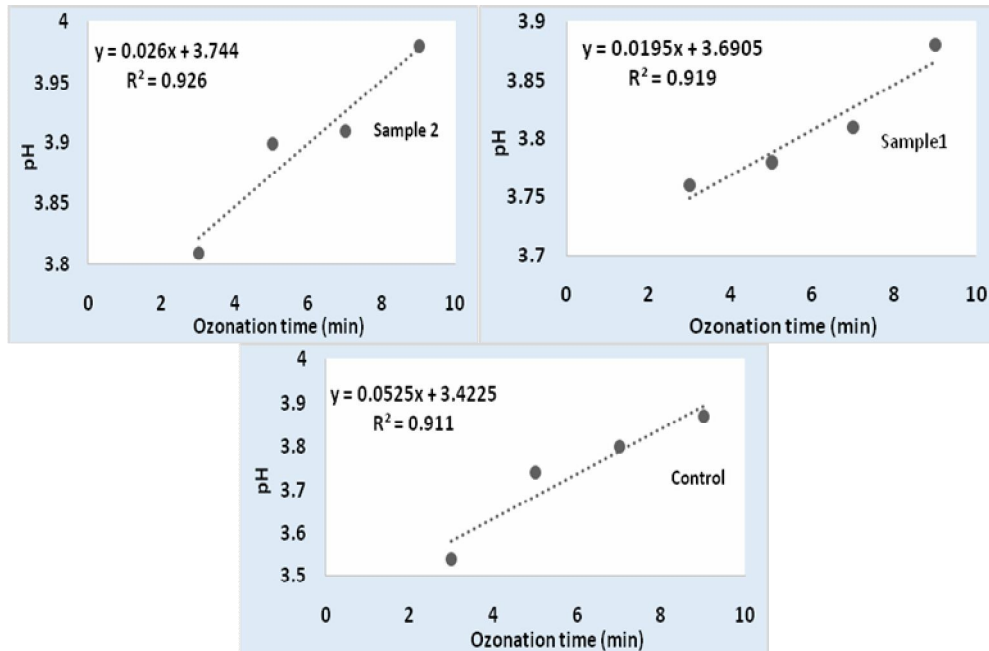 4
3.95
3.9
3.85
3.8
pH
y = 0.026x + 3.744
R² = 0.926
Sample 2
0 2 4 6 8 10
Ozonation time (min)
3.9
3.85
3.8
3.75
3.7
pH
y = 0.0195x + 3.6905
R² = 0.919
Sample1
0 2 4 6 8 10
Ozonation time (min)
4
3.9
3.8
3.7
3.6
3.5
pH
y = 0.0525x + 3.4225
R² = 0.911
Control
0 2 4 6 8 10
Ozonation time (min)